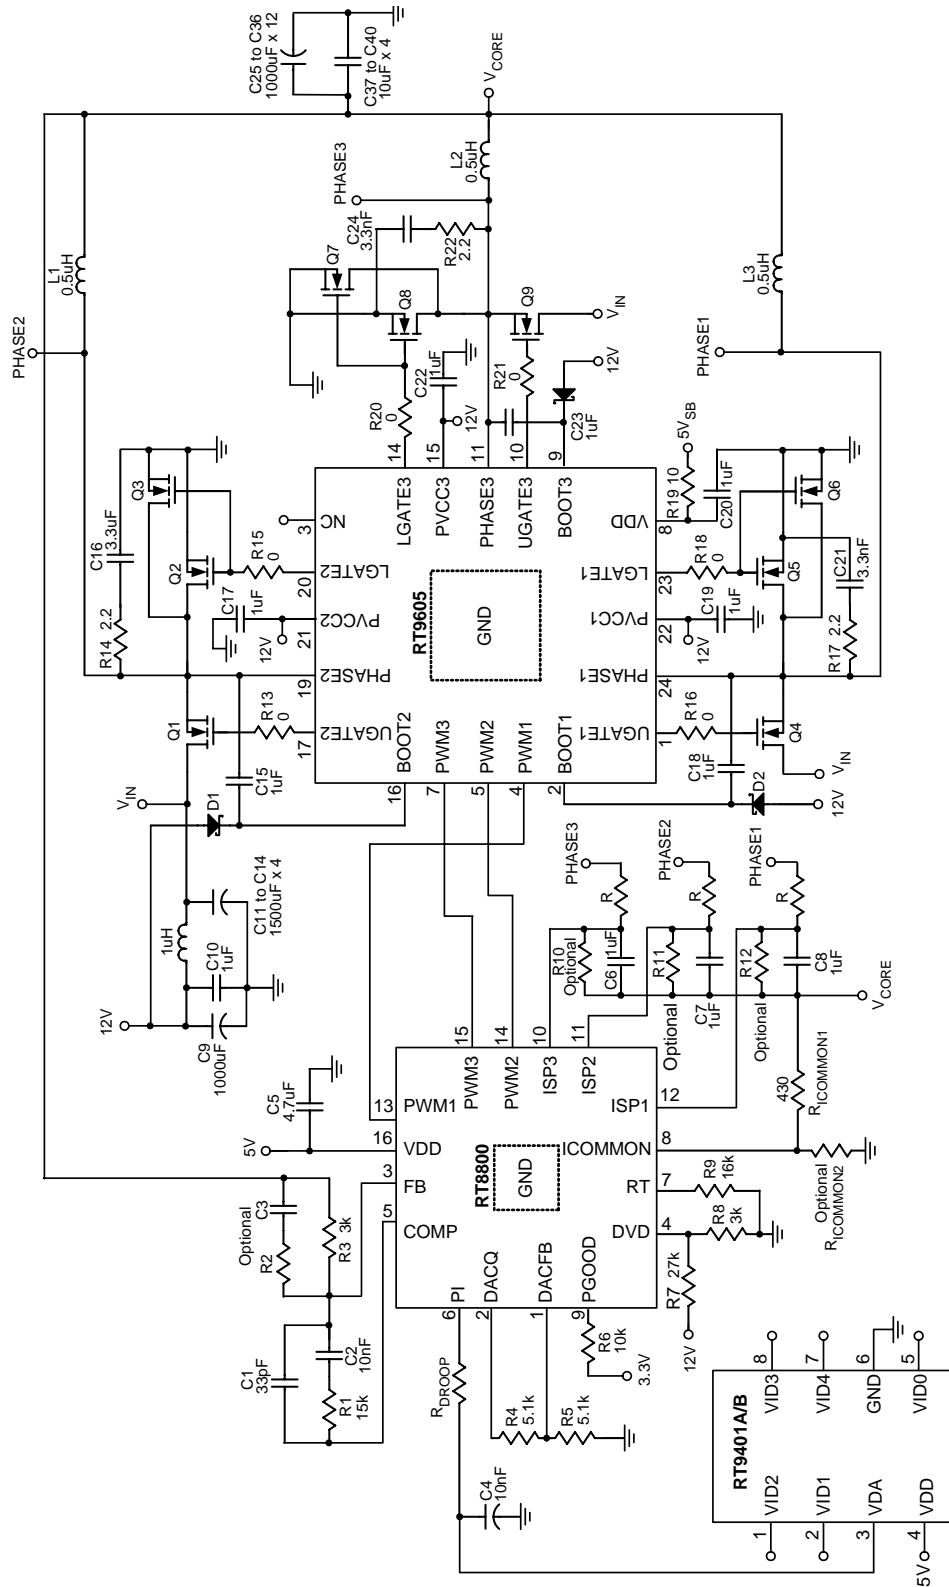 C25 to C36
1000uF x 12
C37 to C40
10uF x 4
V_CORE
PHASE2
L1
0.5uH
PHASE3
L2
0.5uH
PHASE1
L3
0.5uH
C16
3.3uF
R14 2.2
Q3
Q2
R15
0
C17
1uF
12V
Q1
R13
0
V_IN
C15
1uF
D1
C11 to C14
1500uF x 4
1uH
C10
1uF
12V
C9
1000uF
C24
3.3nF
R22
2.2
Q7
Q8
Q9
V_IN
R20
0
C22
1uF
12V
R21
0
C23
1uF
12V
14
LGATE3
15
PVCC3
11
PHASE3
10
UGATE3
9
BOOT3
3
NC
20
LGATE2
21
PVCC2
19
PHASE2
17
UGATE2
16
BOOT2
7
PWM3
5
PWM2
4
PWM1
2
BOOT1
RT9605
GND
8
VDD
23
LGATE1
22
PVCC1
24
PHASE1
1
UGATE1
5V_SB
R19 10
C20
1uF
R18
0
C19
1uF
12V
Q6
Q5
C21
3.3nF
R17
2.2
R16
0
Q4
C18
1uF
V_IN
D2
12V
PHASE3
R
PHASE2
R
PHASE1
R
R10
Optional
C6
1uF
R11
Optional
C7
1uF
R12
Optional
C8
1uF
V_CORE
430
R_ICOMMON1
Optional
R_ICOMMON2
C5
4.7uF
5V
15
PWM3
14
PWM2
10
ISP3
11
ISP2
13
PWM1
16
VDD
3
FB
5
COMP
12
ISP1
8
ICOMMON
7
RT
4
DVD
RT8800
GND
6
PI
2
DACQ
1
DACFB
9
PGOOD
R9
16k
R8
3k
R7 27k
12V
Optional
C3
R2
R3 3k
C1
33pF
C2
10nF
R1
15k
R_DROOP
R4
5.1k
R5
5.1k
R6
10k
3.3V
C4
10nF
RT9401A/B
1
VID2
2
VID1
3
VDA
4
VDD
8
VID3
7
VID4
6
GND
5
VID0
5V